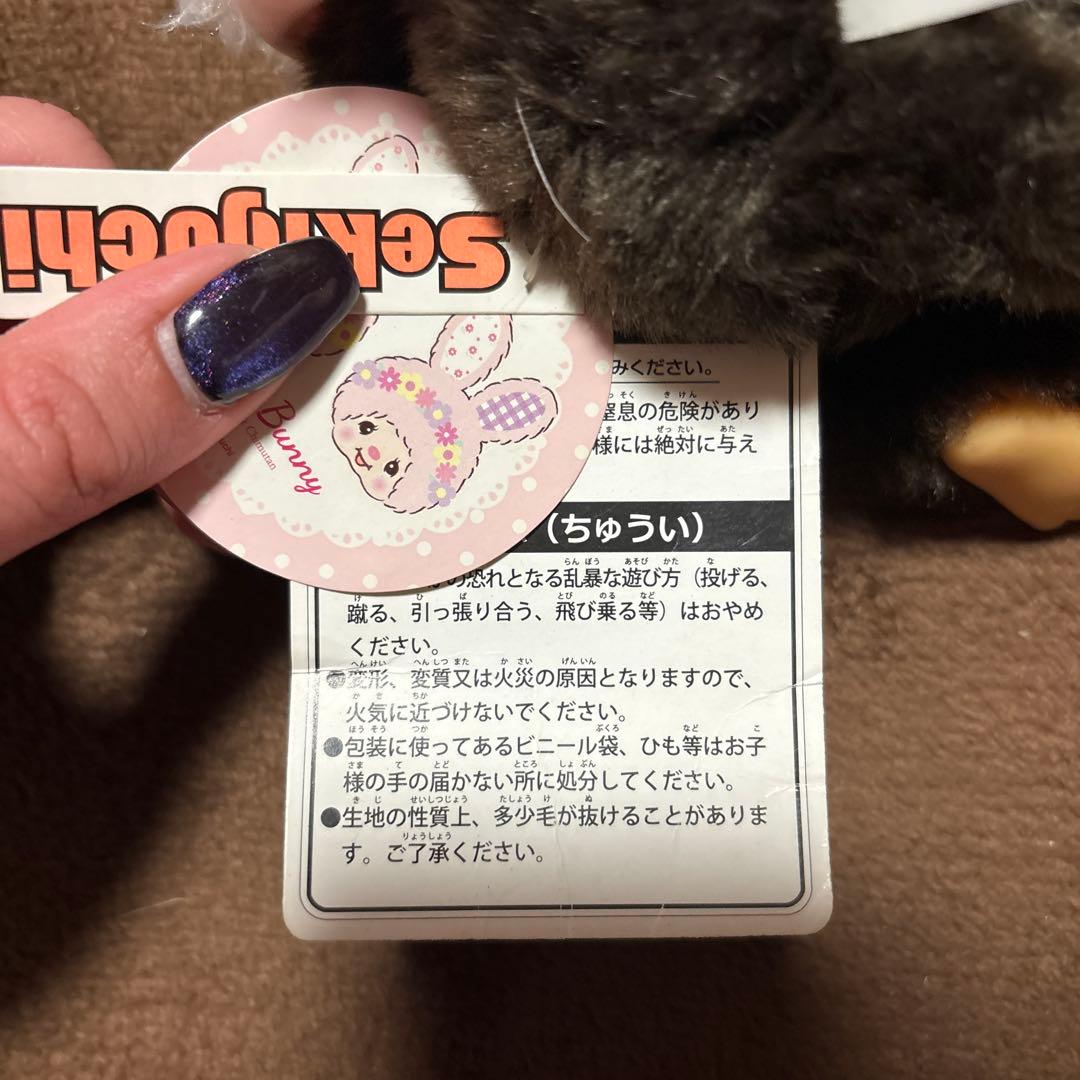 Sekiguchi
Bunny
Chimutan
みください。
窒息の危険があり
様には絶対に与え
（ちゅうい）
恐れとなる乱暴な遊び方（投げる、
蹴る、引っ張り合う、飛び乗る等）はおやめ
ください。
●変形、変質又は火災の原因となりますので、
火気に近づけないでください。
●包装に使ってあるビニール袋、ひも等はお子
様の手の届かない所に処分してください。
●生地の性質上、多少毛が抜けることがありま
す。ご了承ください。